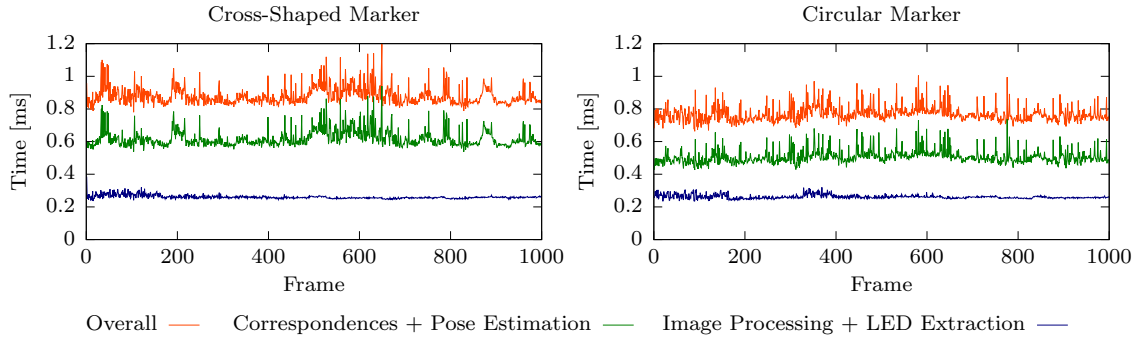 Cross-Shaped Marker
Circular Marker
1.2
1
0.8
0.6
0.4
0.2
0
Time [ms]
0 200 400 600 800 1000
Frame
1.2
1
0.8
0.6
0.4
0.2
0
Time [ms]
0 200 400 600 800 1000
Frame
Overall Correspondences + Pose Estimation Image Processing + LED Extraction